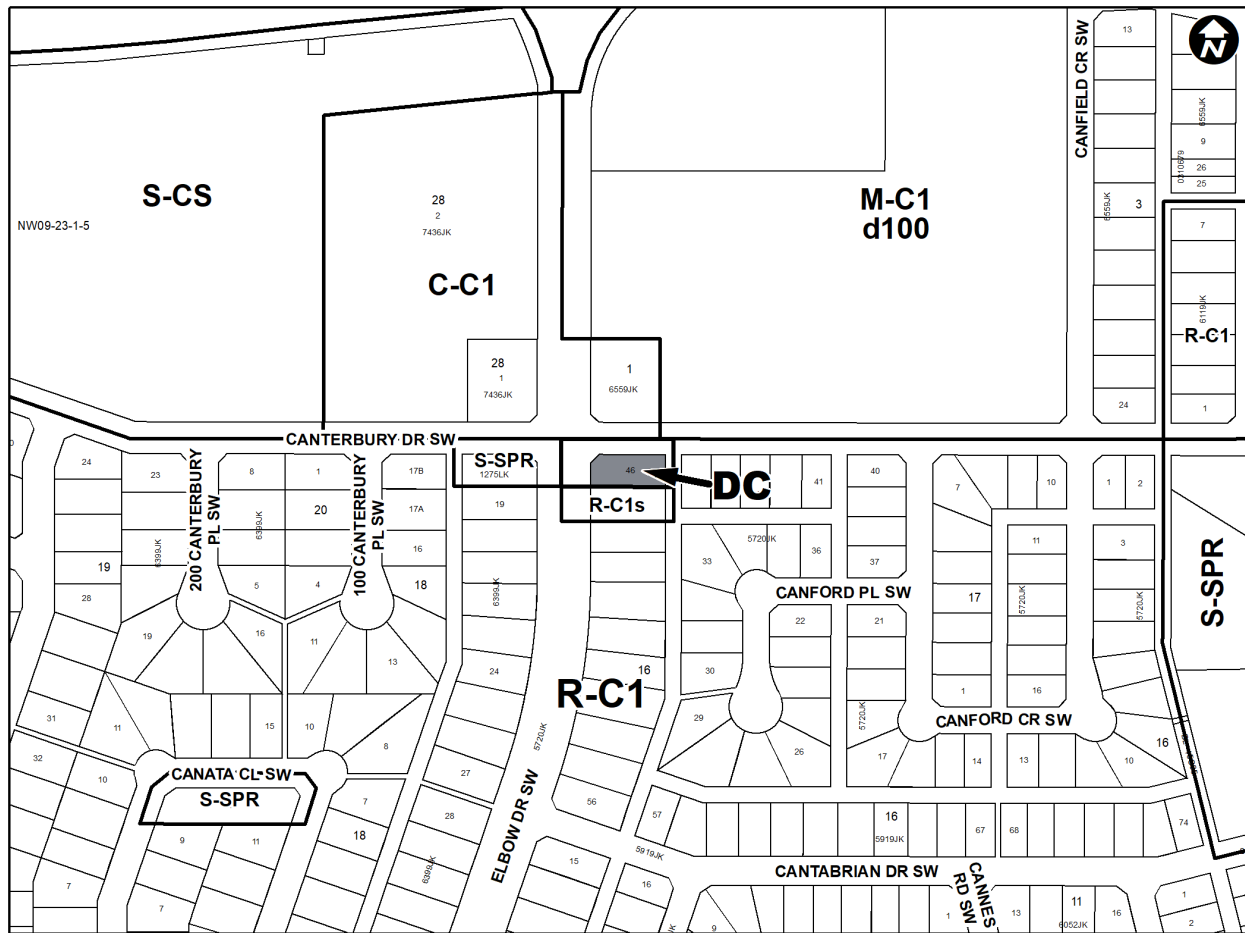 N
13
CANFIELD CR SW
6559JK
9
0310679
26
25
S-CS
NW09-23-1-5
28
2
7436JK
C-C1
M-C1
d100
6559JK
3
7
6119JK
R-C1
28
1
7436JK
1
6559JK
24
1
CANTERBURY DR SW
S-SPR
1275LK
46
DC
R-C1s
24
23
8
1
17B
41
40
7
10
1
2
200 CANTERBURY
PL SW
6399JK
6399JK
20
100 CANTERBURY
PL SW
17A
19
16
5720JK
33
36
37
11
3
19
28
5
4
18
6399JK
CANFORD PL SW
17
5720JK
5720JK
S-SPR
19
16
11
13
22
21
24
R-C1
16
30
1
16
31
11
15
10
8
5720JK
29
26
5720JK
17
CANFORD CR SW
14
13
10
16
32
10
CANATA CL SW
S-SPR
27
7
18
28
56
57
16
5919JK
67
68
74
9
11
6399JK
ELBOW DR SW
15
5919JK
16
CANTABRIAN DR SW
CANNES
RD SW
7
7
9
1
13
11
6052JK
16
1
2